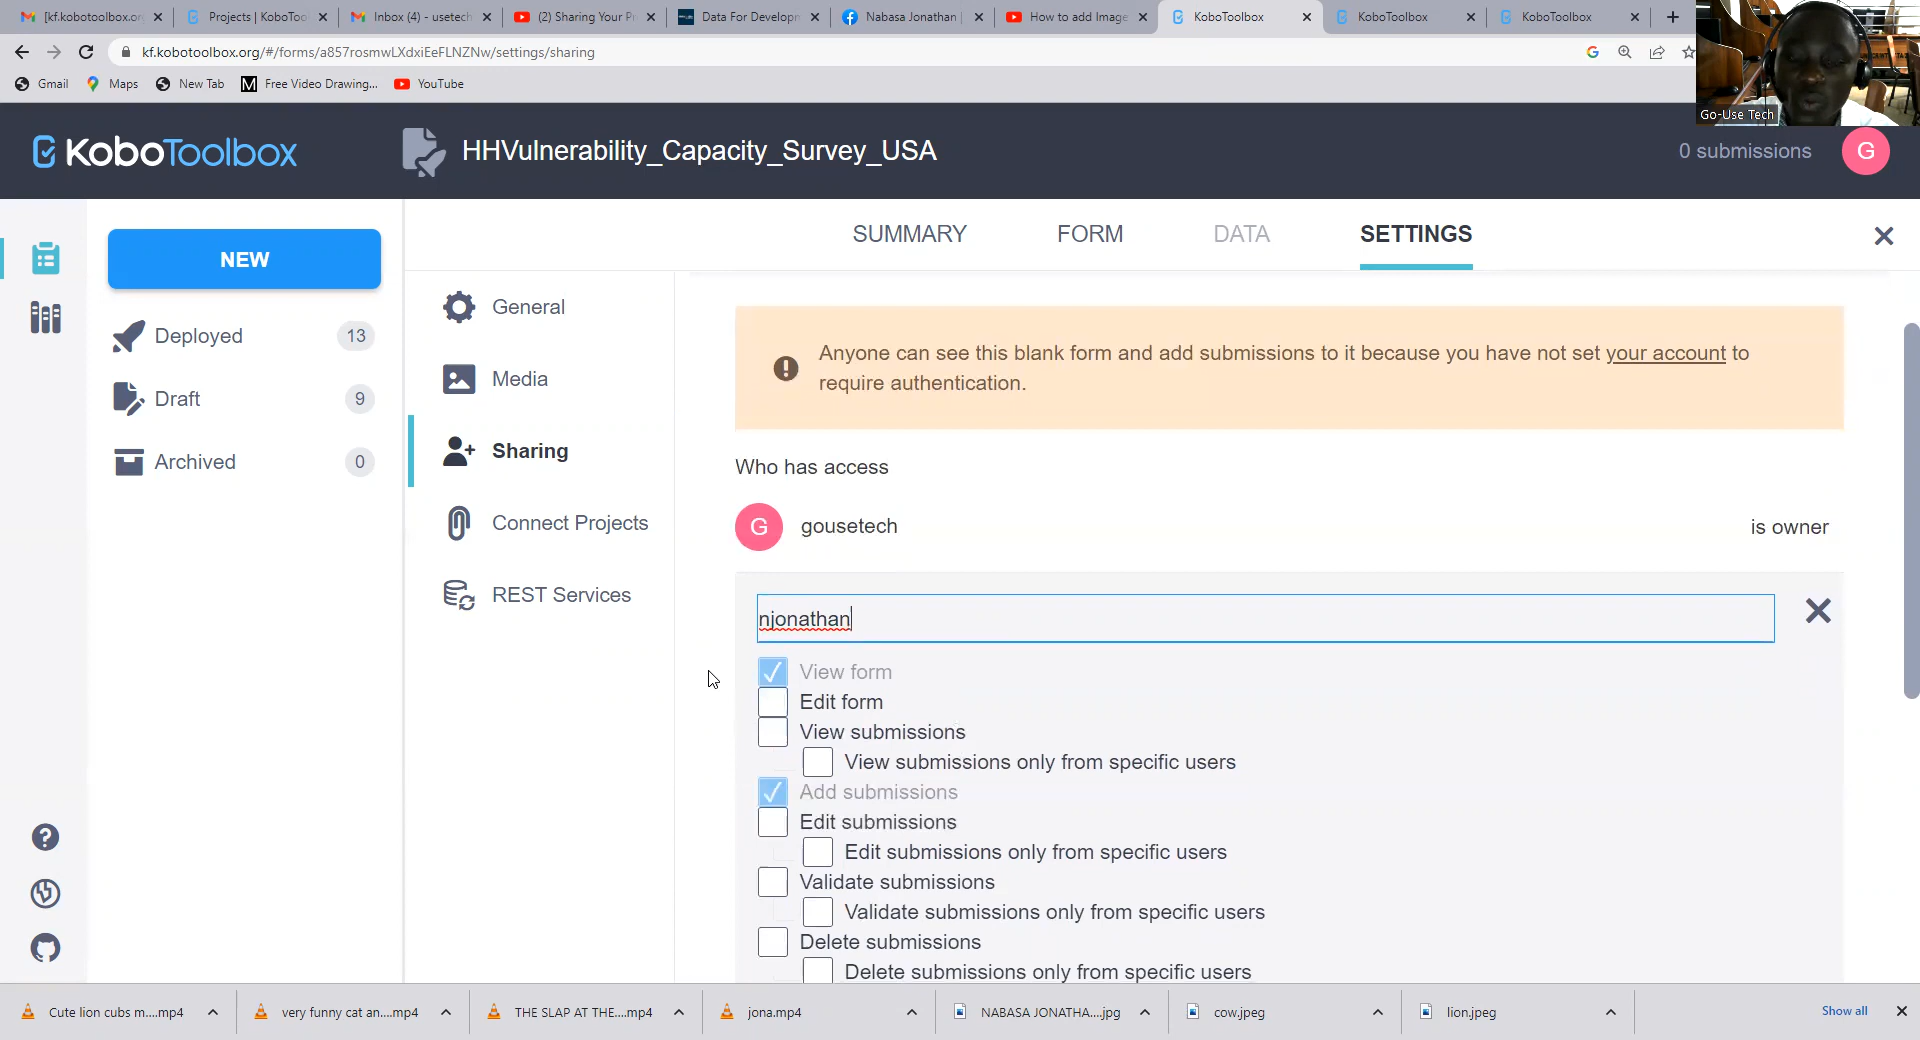 [kf.kobotoolbox.or
Projects | KoboToo
Inbox (4) - usetech
(2) Sharing Your Pr
Data For Developm
Nabasa Jonathan |
How to add Image
KoboToolbox
KoboToolbox
KoboToolbox
kf.kobotoolbox.org/#/forms/a857rosmwLXdxiEeFLNZNw/settings/sharing
Gmail
Maps
New Tab
Free Video Drawing...
YouTube
Go-Use Tech
KoboToolbox
HHVulnerability_Capacity_Survey_USA
0 submissions
G
NEW
Deployed 13
Draft 9
Archived 0
SUMMARY
FORM
DATA
SETTINGS
General
Media
Sharing
Connect Projects
REST Services
Anyone can see this blank form and add submissions to it because you have not set your account to
require authentication.
Who has access
G gousetech is owner
njonathan
View form
Edit form
View submissions
View submissions only from specific users
Add submissions
Edit submissions
Edit submissions only from specific users
Validate submissions
Validate submissions only from specific users
Delete submissions
Delete submissions only from specific users
Cute lion cubs m....mp4
very funny cat an....mp4
THE SLAP AT THE....mp4
jona.mp4
NABASA JONATHA....jpg
cow.jpeg
lion.jpeg
Show all